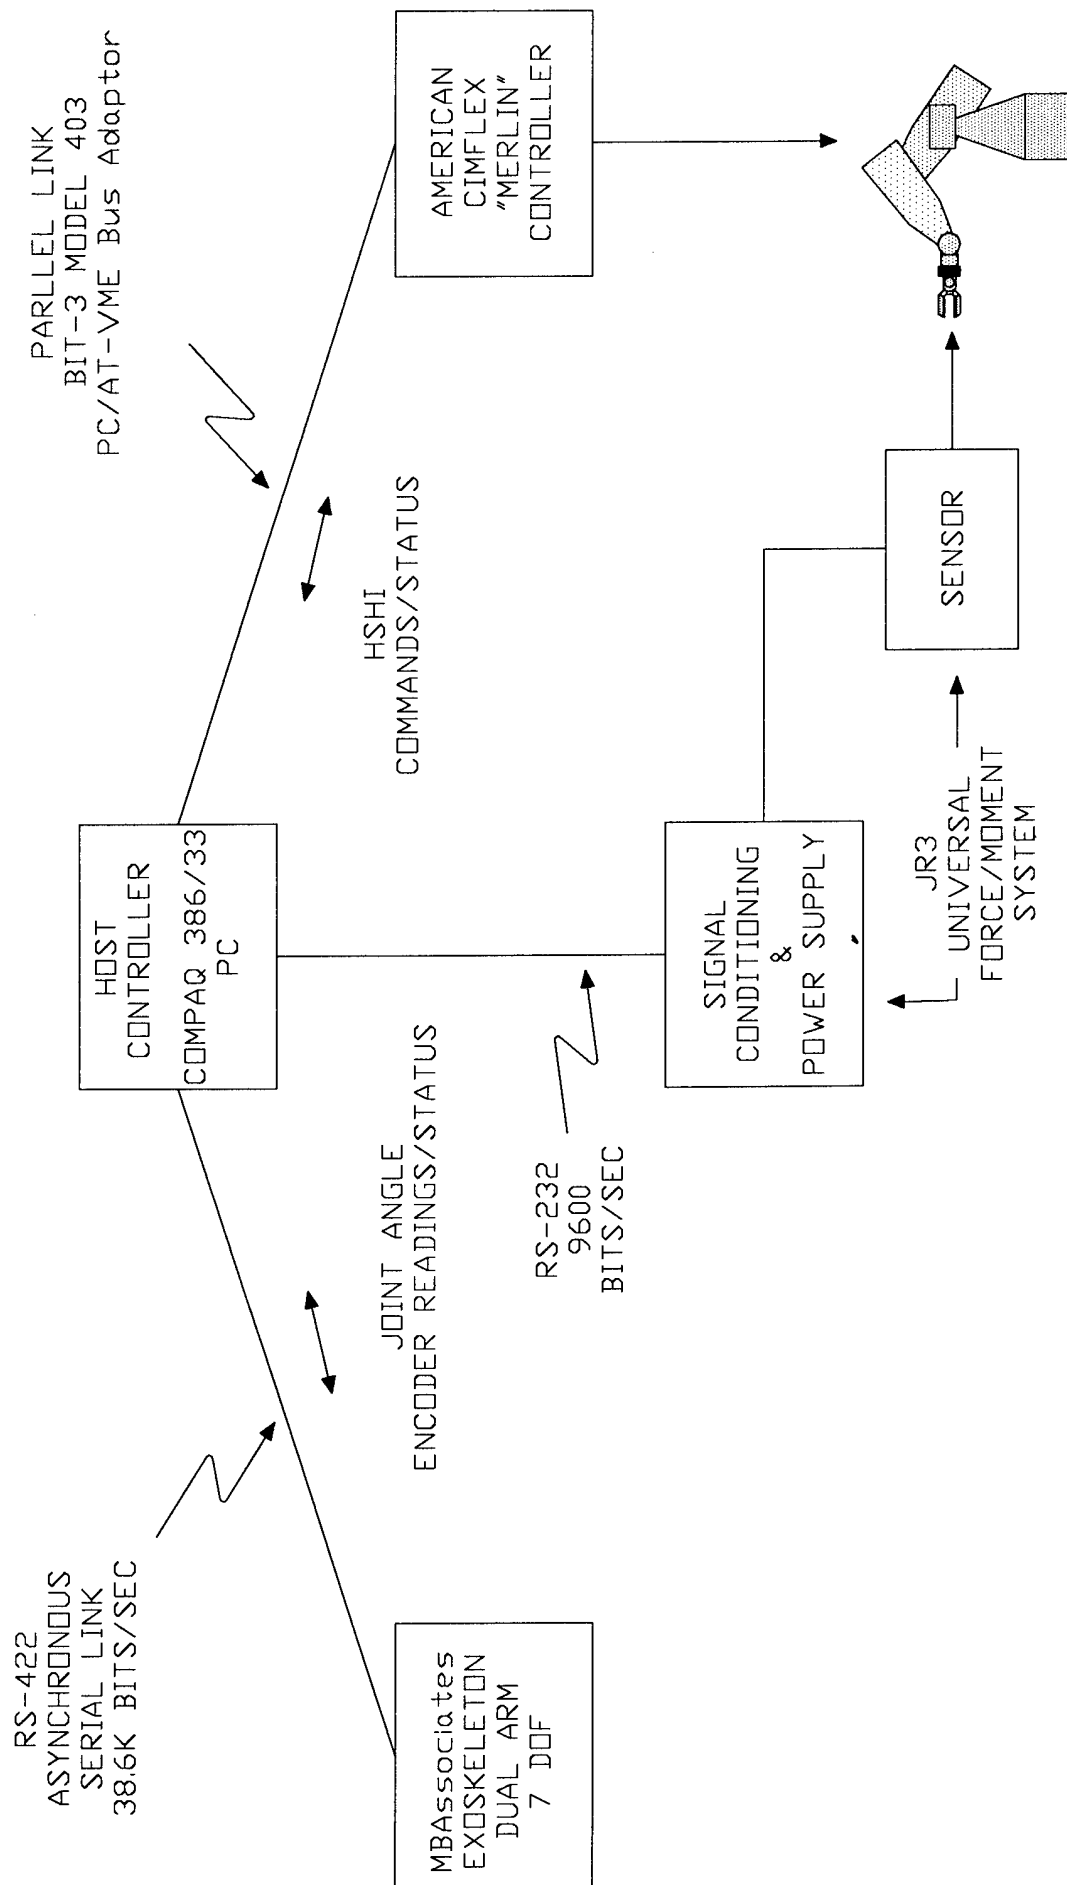 RS-422
ASYNCHRONOUS
SERIAL LINK
38.6K BITS/SEC
PARLLEL LINK
BIT-3 MODEL 403
PC/AT-VME Bus Adaptor
HOST
CONTROLLER
COMPAQ 386/33
PC
JOINT ANGLE
ENCODER READINGS/STATUS
HSHI
COMMANDS/STATUS
MBAssociates
EXOSKELETON
DUAL ARM
7 DOF
AMERICAN
CIMFLEX
"MERLIN"
CONTROLLER
RS-232
9600
BITS/SEC
SIGNAL
CONDITIONING
&
POWER SUPPLY
SENSOR
JR3
UNIVERSAL
FORCE/MOMENT
SYSTEM